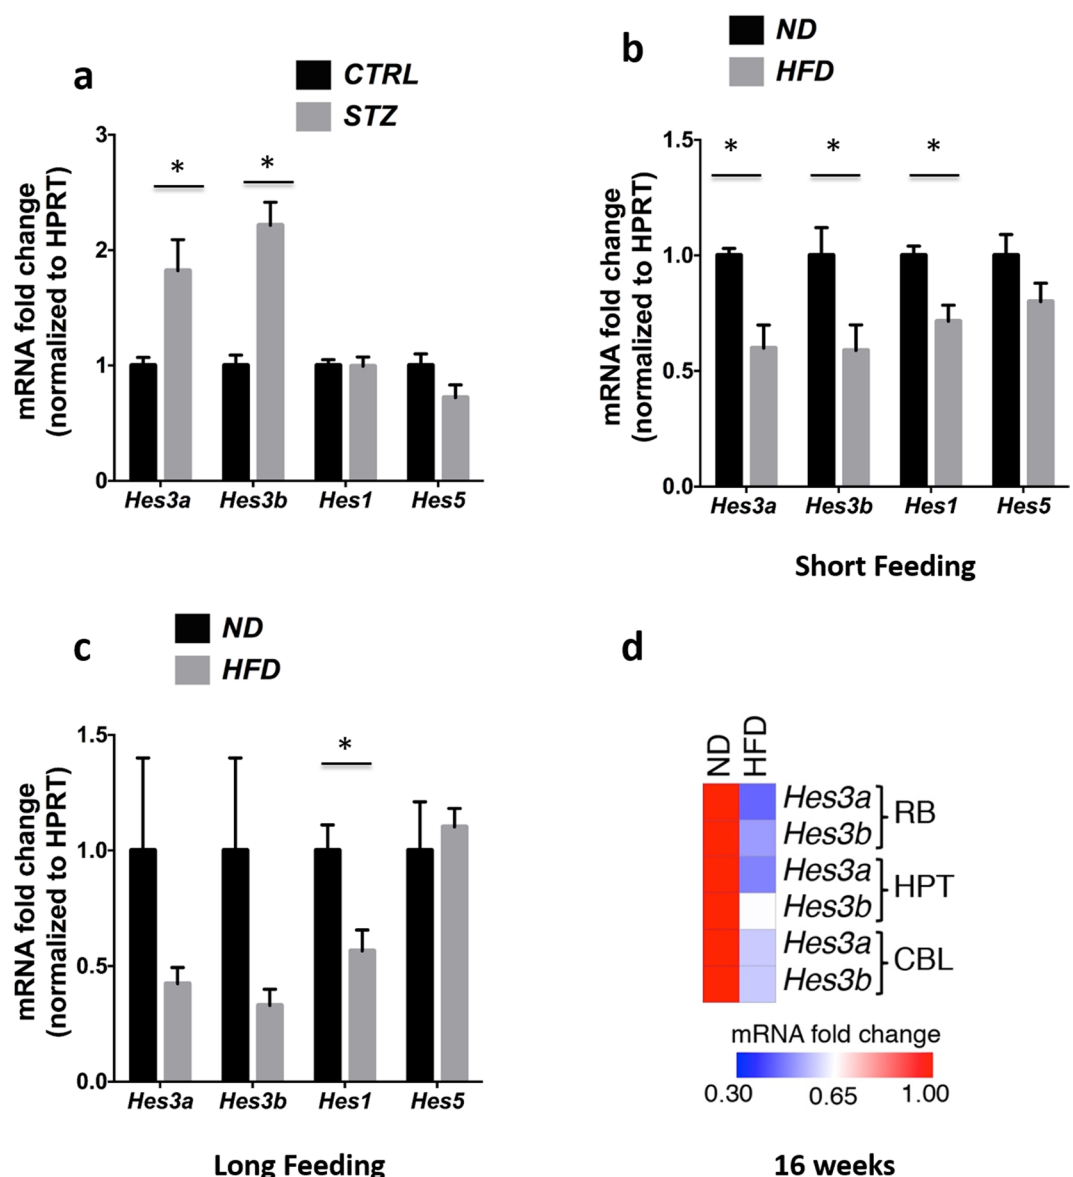 a
CTRL
STZ
mRNA fold change
(normalized to HPRT)
3
2
1
0
*
*
Hes3a
Hes3b
Hes1
Hes5
b
ND
HFD
mRNA fold change
(normalized to HPRT)
1.5
1.0
0.5
0.0
*
*
*
Hes3a
Hes3b
Hes1
Hes5
Short Feeding
c
ND
HFD
mRNA fold change
(normalized to HPRT)
1.5
1.0
0.5
0.0
*
Hes3a
Hes3b
Hes1
Hes5
Long Feeding
d
ND
HFD
Hes3a
Hes3b
RB
Hes3a
Hes3b
HPT
Hes3a
Hes3b
CBL
mRNA fold change
0.30
0.65
1.00
16 weeks